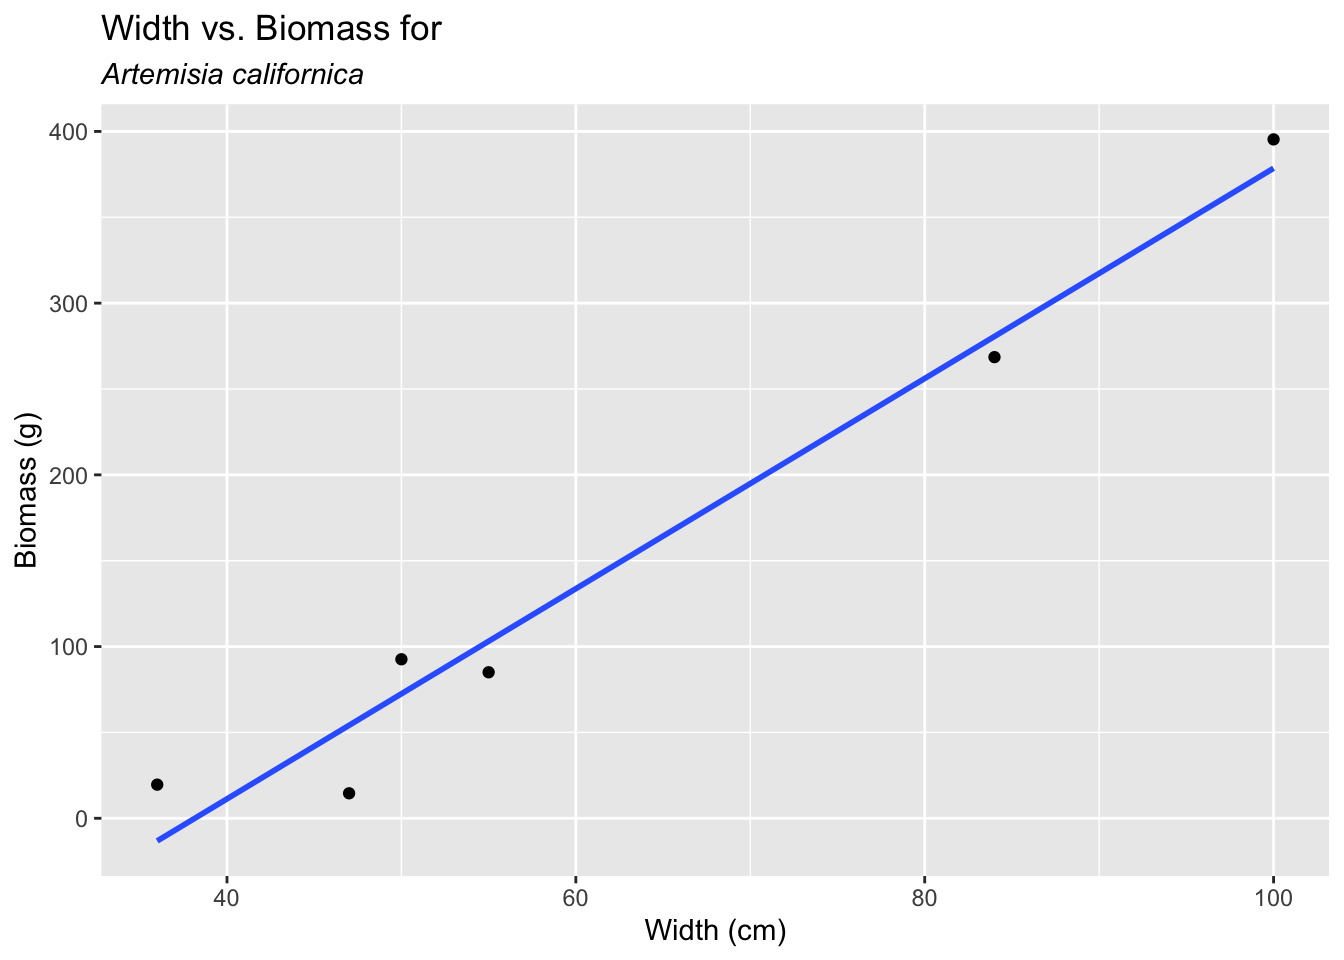 Width vs. Biomass for
Artemisia californica
400
300
200
100
0
Biomass (g)
40 60 80 100
Width (cm)